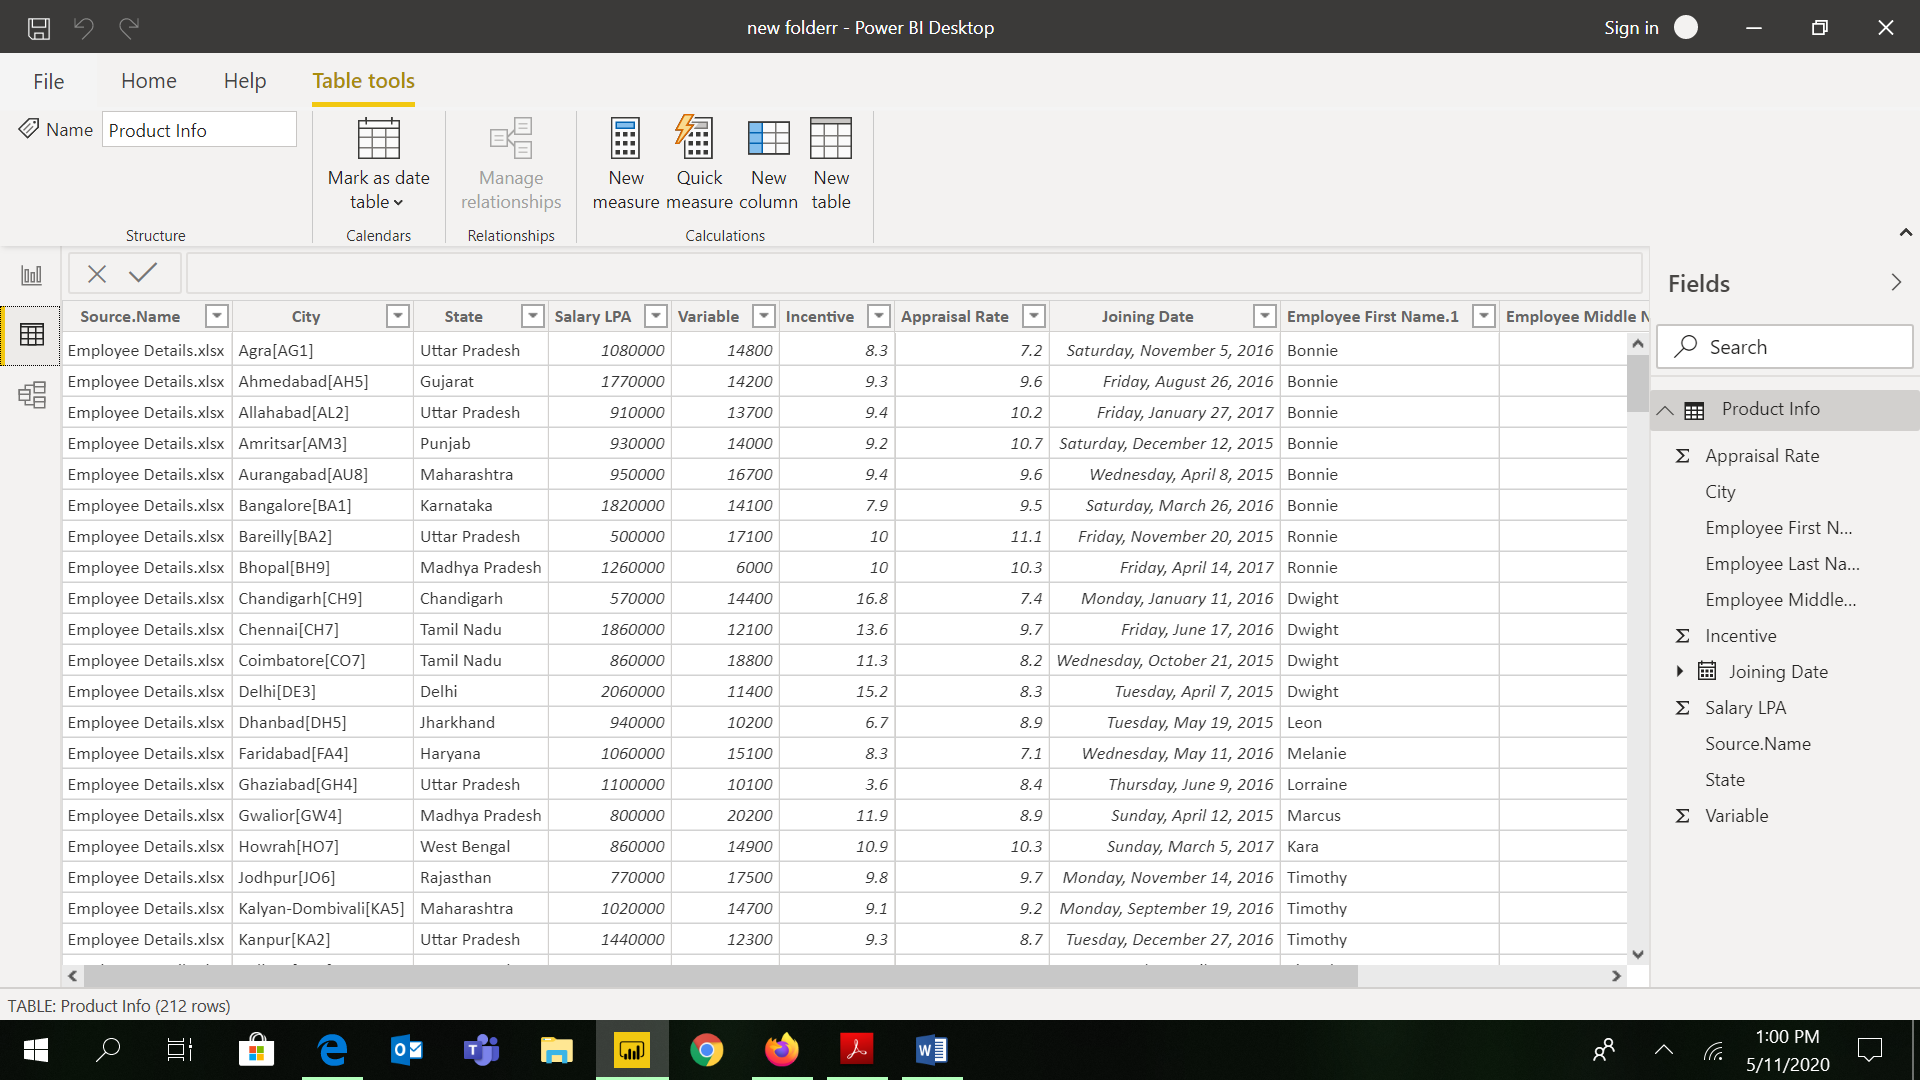 new folderr - Power BI Desktop
Sign in
File Home Help Table tools
Name Product Info
Mark as date table
Manage relationships
New measure
Quick measure
New column
New table
Structure Calendars Relationships Calculations
Source.Name City State Salary LPA Variable Incentive Appraisal Rate Joining Date Employee First Name.1 Employee Middle N
Employee Details.xlsx Agra[AG1] Uttar Pradesh 1080000 14800 8.3 7.2 Saturday, November 5, 2016 Bonnie
Employee Details.xlsx Ahmedabad[AH5] Gujarat 1770000 14200 9.3 9.6 Friday, August 26, 2016 Bonnie
Employee Details.xlsx Allahabad[AL2] Uttar Pradesh 910000 13700 9.4 10.2 Friday, January 27, 2017 Bonnie
Employee Details.xlsx Amritsar[AM3] Punjab 930000 14000 9.2 10.7 Saturday, December 12, 2015 Bonnie
Employee Details.xlsx Aurangabad[AU8] Maharashtra 950000 16700 9.4 9.6 Wednesday, April 8, 2015 Bonnie
Employee Details.xlsx Bangalore[BA1] Karnataka 1820000 14100 7.9 9.5 Saturday, March 26, 2016 Bonnie
Employee Details.xlsx Bareilly[BA2] Uttar Pradesh 500000 17100 10 11.1 Friday, November 20, 2015 Ronnie
Employee Details.xlsx Bhopal[BH9] Madhya Pradesh 1260000 6000 10 10.3 Friday, April 14, 2017 Ronnie
Employee Details.xlsx Chandigarh[CH9] Chandigarh 570000 14400 16.8 7.4 Monday, January 11, 2016 Dwight
Employee Details.xlsx Chennai[CH7] Tamil Nadu 1860000 12100 13.6 9.7 Friday, June 17, 2016 Dwight
Employee Details.xlsx Coimbatore[CO7] Tamil Nadu 860000 18800 11.3 8.2 Wednesday, October 21, 2015 Dwight
Employee Details.xlsx Delhi[DE3] Delhi 2060000 11400 15.2 8.3 Tuesday, April 7, 2015 Dwight
Employee Details.xlsx Dhanbad[DH5] Jharkhand 940000 10200 6.7 8.9 Tuesday, May 19, 2015 Leon
Employee Details.xlsx Faridabad[FA4] Haryana 1060000 15100 8.3 7.1 Wednesday, May 11, 2016 Melanie
Employee Details.xlsx Ghaziabad[GH4] Uttar Pradesh 1100000 10100 3.6 8.4 Thursday, June 9, 2016 Lorraine
Employee Details.xlsx Gwalior[GW4] Madhya Pradesh 800000 20200 11.9 8.9 Sunday, April 12, 2015 Marcus
Employee Details.xlsx Howrah[HO7] West Bengal 860000 14900 10.9 10.3 Sunday, March 5, 2017 Kara
Employee Details.xlsx Jodhpur[JO6] Rajasthan 770000 17500 9.8 9.7 Monday, November 14, 2016 Timothy
Employee Details.xlsx Kalyan-Dombivali[KA5] Maharashtra 1020000 14700 9.1 9.2 Monday, September 19, 2016 Timothy
Employee Details.xlsx Kanpur[KA2] Uttar Pradesh 1440000 12300 9.3 8.7 Tuesday, December 27, 2016 Timothy
Fields
Search
Product Info
Appraisal Rate
City
Employee First N...
Employee Last Na...
Employee Middle...
Incentive
Joining Date
Salary LPA
Source.Name
State
Variable
TABLE: Product Info (212 rows)
1:00 PM
5/11/2020